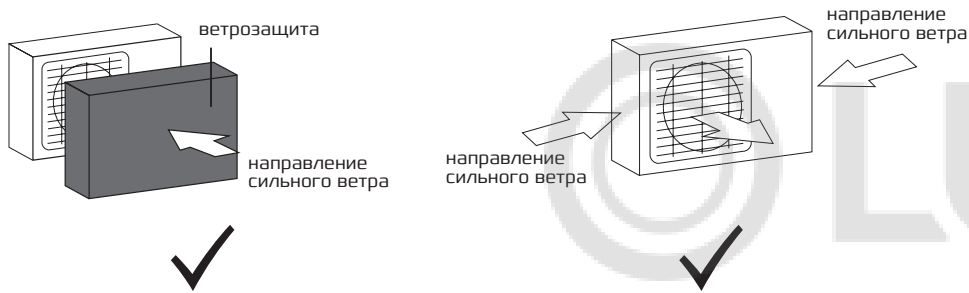 ветрозащита
направление
сильного ветра
направление
сильного ветра
направление
сильного ветра